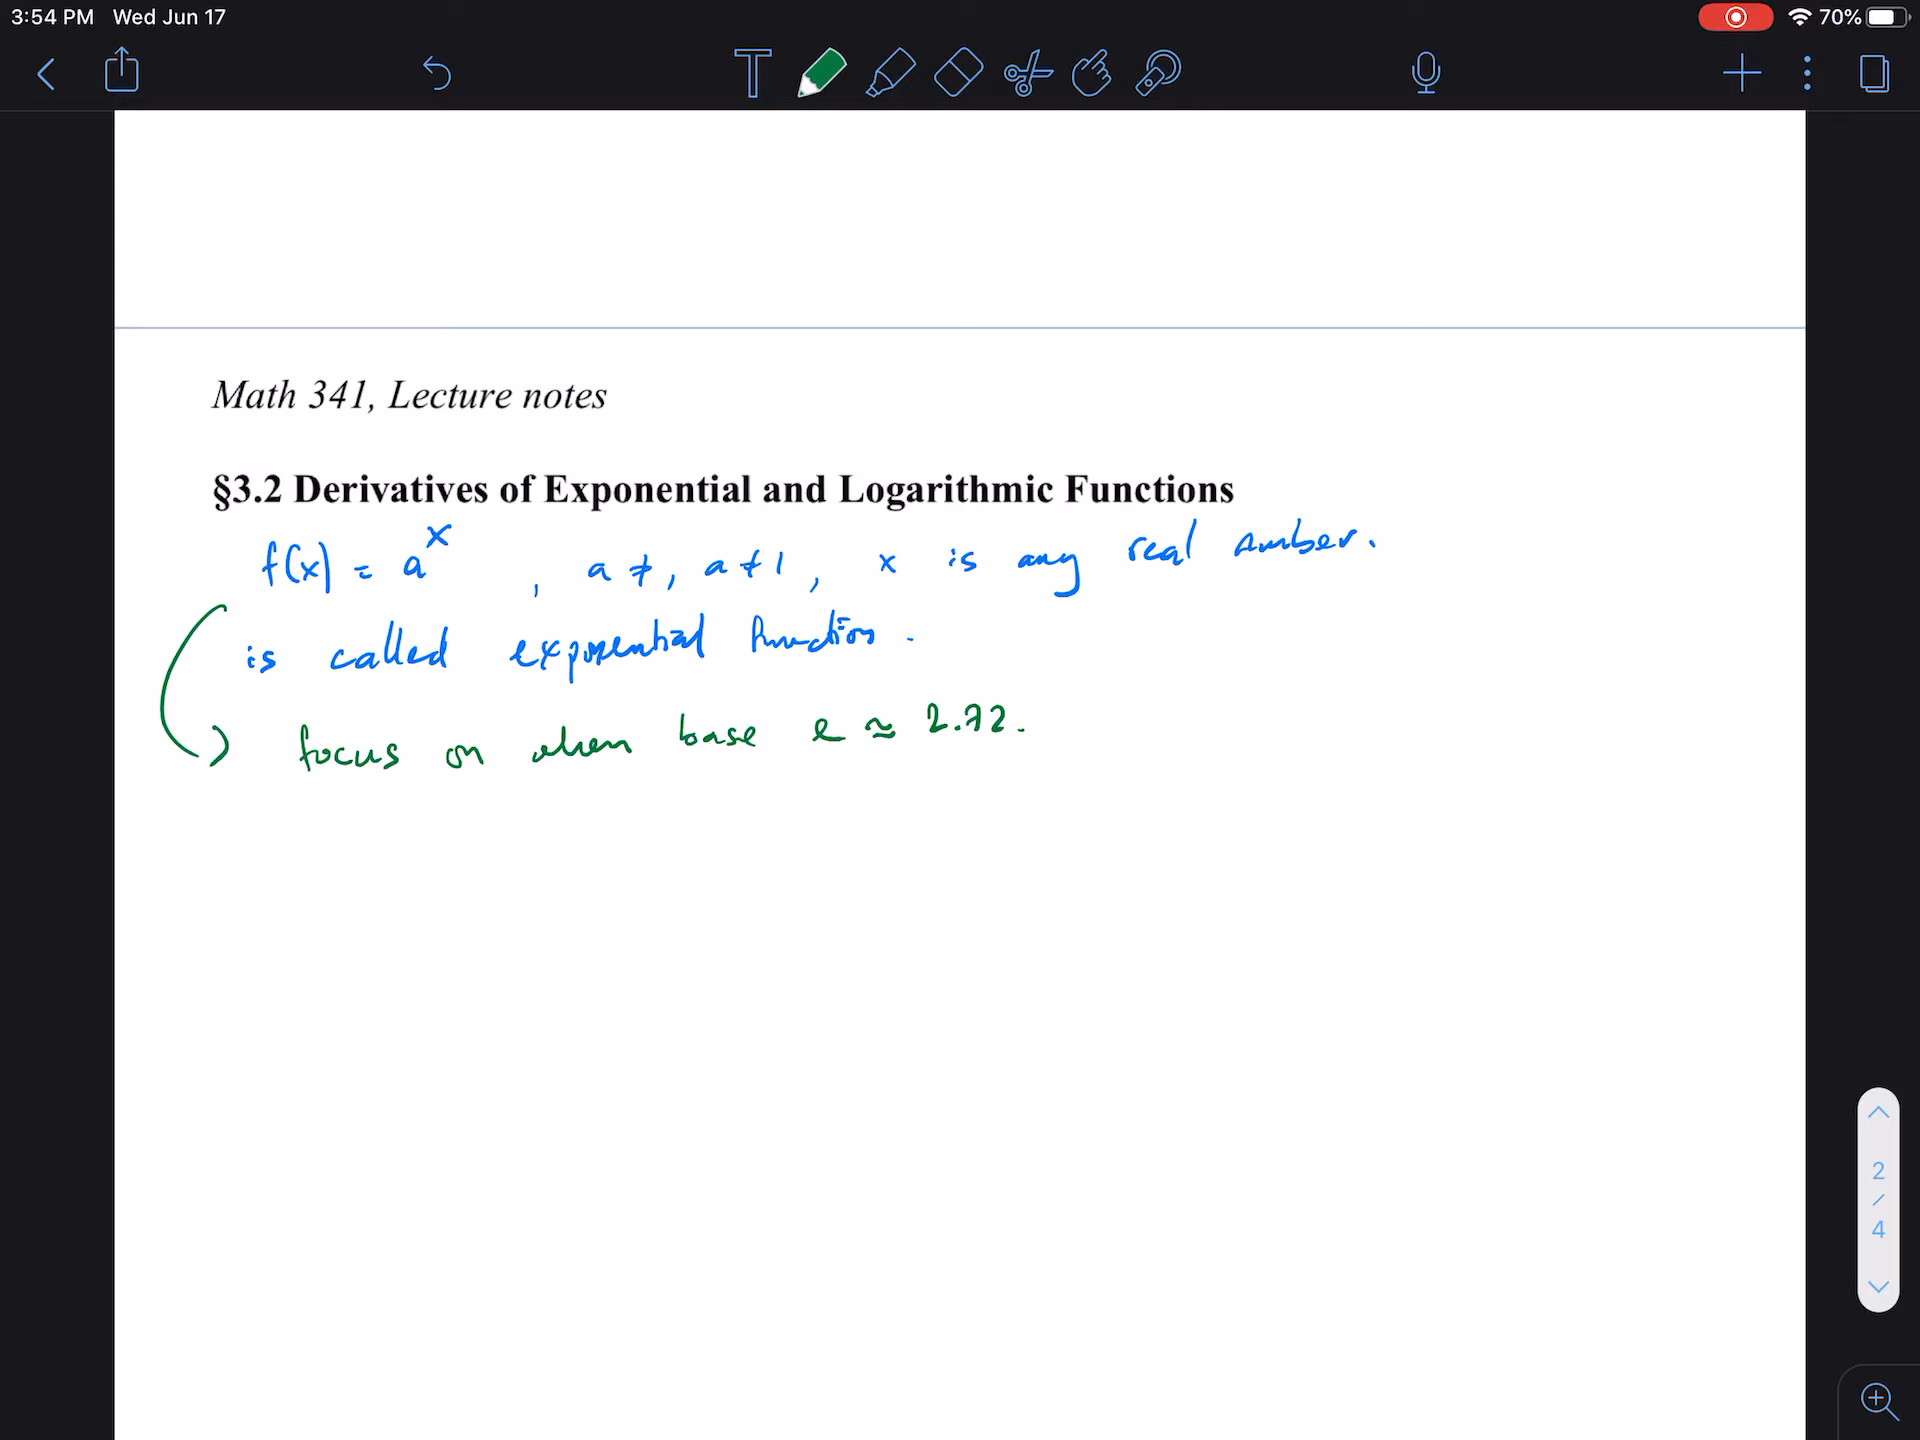 3:54 PM Wed Jun 17 70%
T
Math 341, Lecture notes
§3.2 Derivatives of Exponential and Logarithmic Functions
f(x) = a^x , a ≠, a ≠ 1, x is any real number.
is called exponential function.
focus on when base e ≈ 2.72.
2
/
4